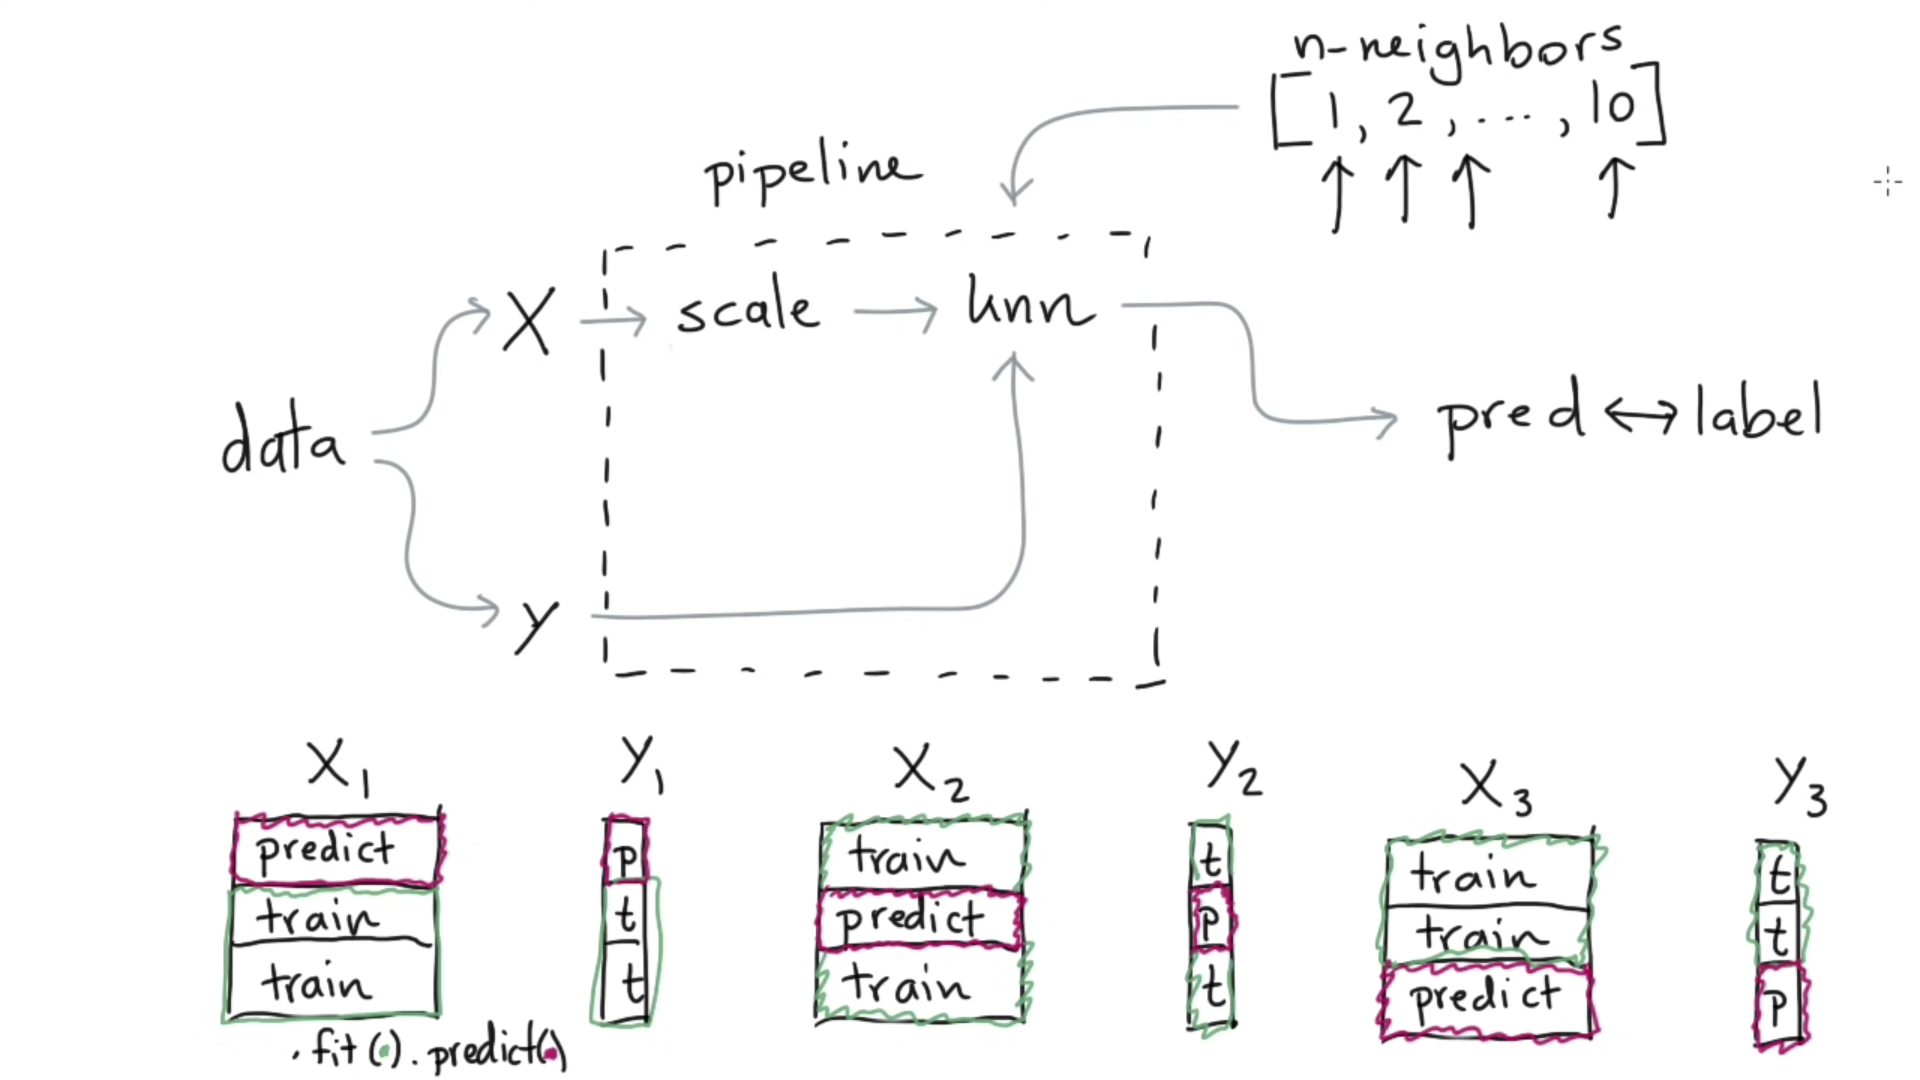 n-neighbors
[1, 2, ..., 10]
pipeline
X scale knn
data
pred ↔ label
y
X1 y1 X2 y2 X3 y3
predict p train t train t
train t predict p train t
train t train t predict p
.fit(•).predict(•)